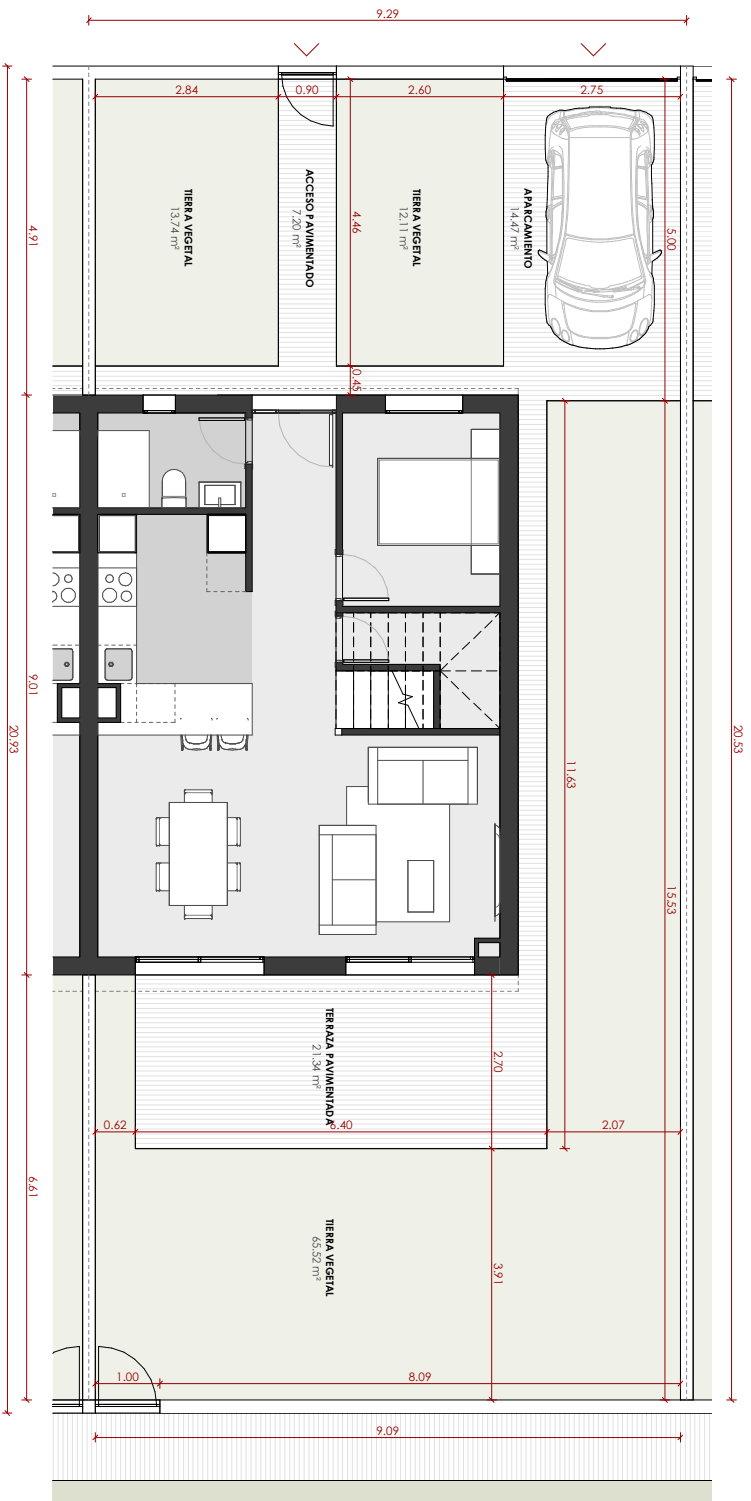 9.29
2.84
0.90
2.60
2.75
TIERRA VEGETAL
13.74 m²
ACCESO PAVIMENTADO
7.20 m²
4.46
TIERRA VEGETAL
12.11 m²
APARCAMIENTO
14.47 m²
5.00
4.91
0.45
9.01
20.93
20.53
11.63
15.53
TERRAZA PAVIMENTADA
21.34 m²
2.70
0.62
6.40
2.07
6.61
TIERRA VEGETAL
65.52 m²
3.91
1.00
8.09
9.09